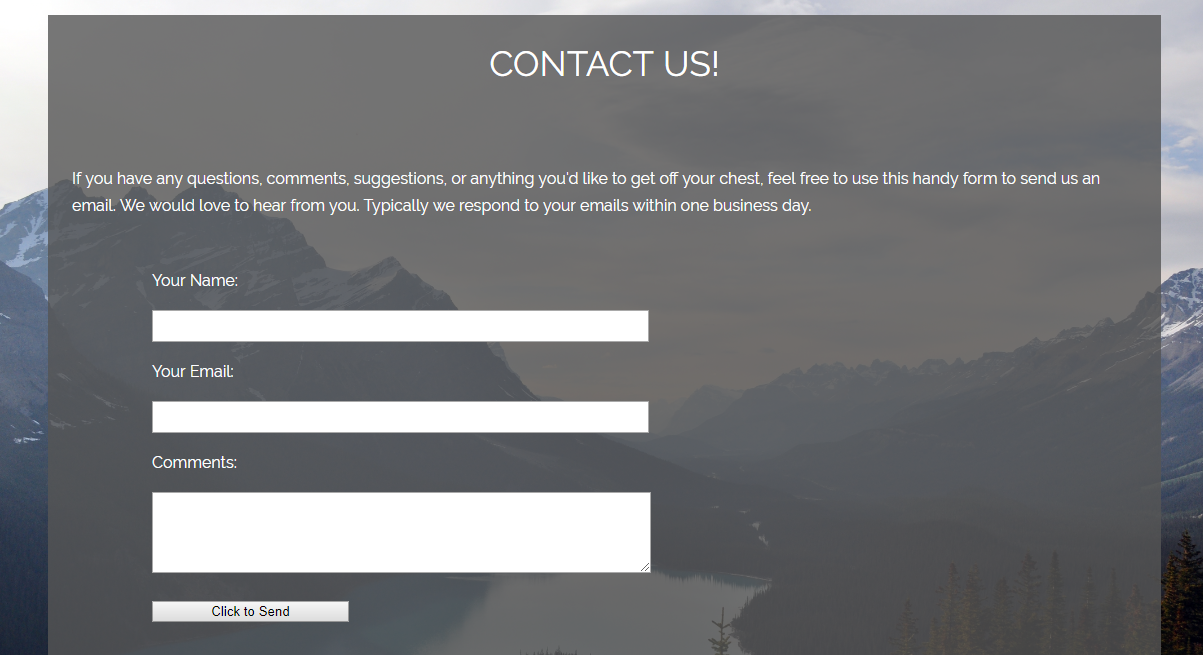 CONTACT US!
If you have any questions, comments, suggestions, or anything you'd like to get off your chest, feel free to use this handy form to send us an
email. We would love to hear from you. Typically we respond to your emails within one business day.
Your Name:
Your Email:
Comments:
Click to Send